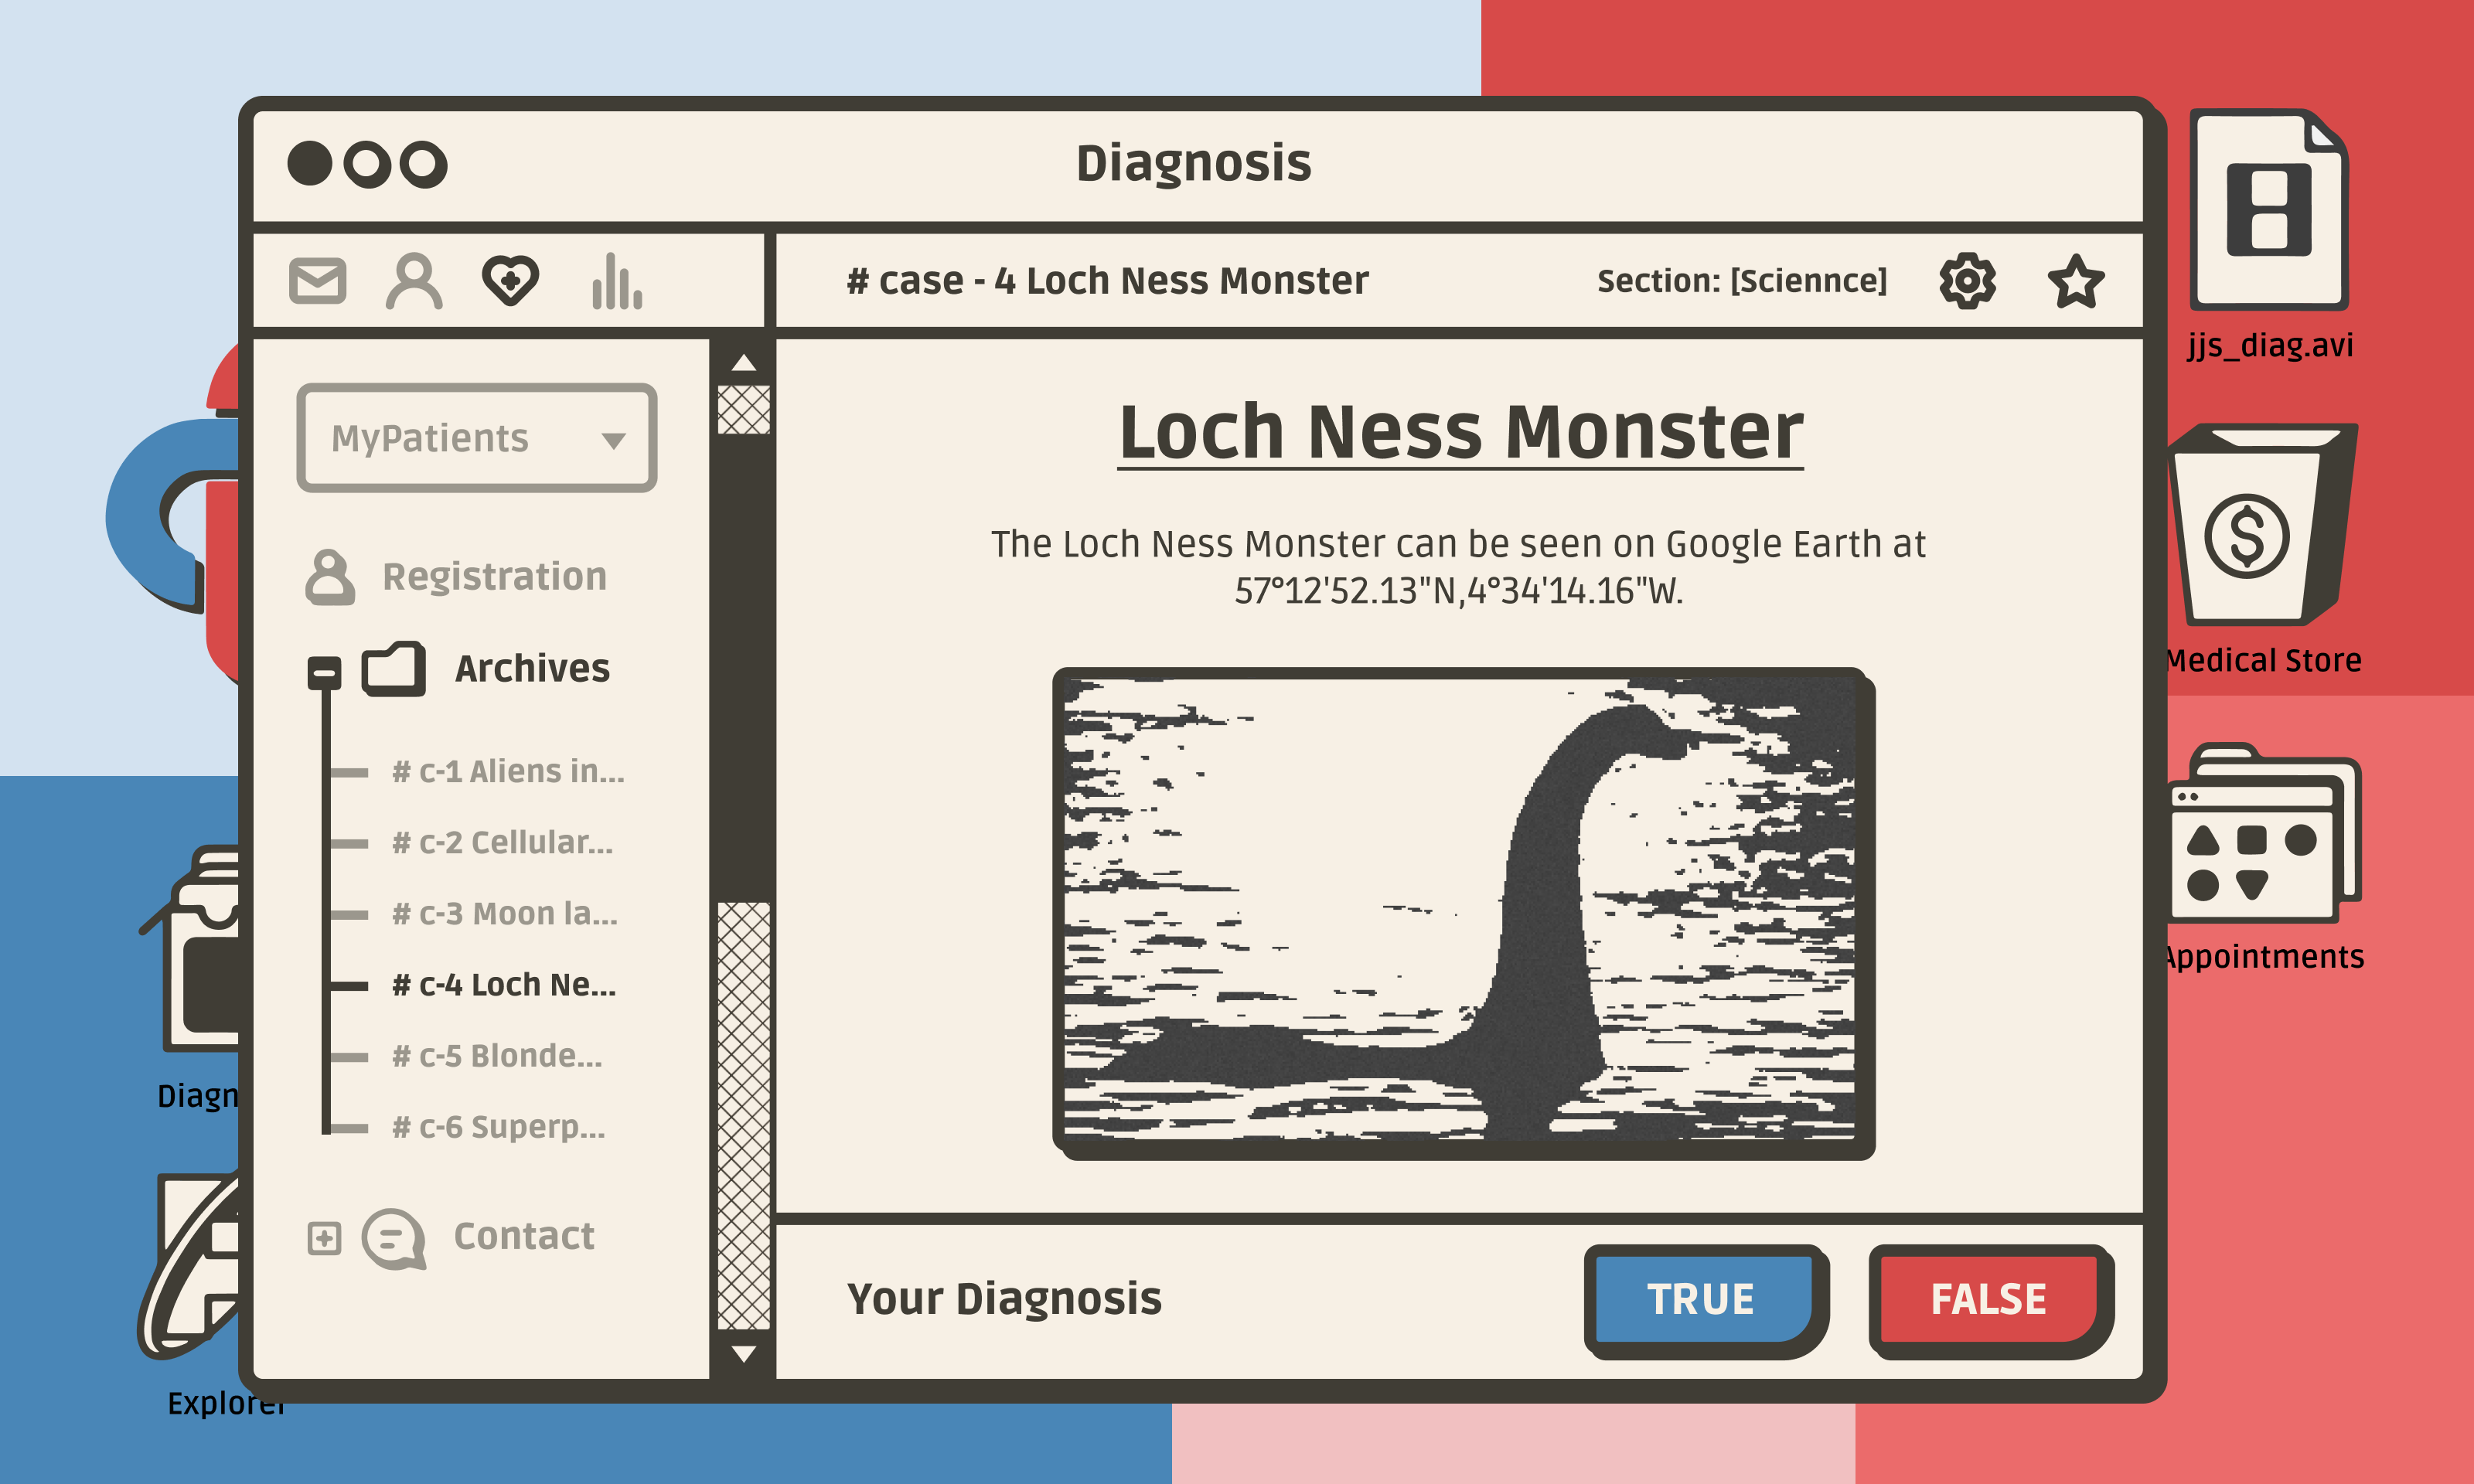 Diagnosis
# case - 4 Loch Ness Monster
Section: [Sciennce]
MyPatients
Registration
Archives
# c-1 Aliens in...
# c-2 Cellular...
# c-3 Moon la...
# c-4 Loch Ne...
# c-5 Blonde...
# c-6 Superp...
Contact
Loch Ness Monster
The Loch Ness Monster can be seen on Google Earth at
57°12'52.13"N,4°34'14.16"W.
Your Diagnosis
TRUE
FALSE
jjs_diag.avi
Medical Store
Appointments
Diagn
Explorer